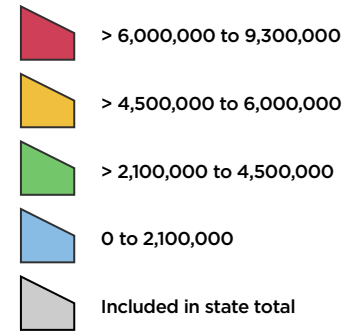 > 6,000,000 to 9,300,000
> 4,500,000 to 6,000,000
> 2,100,000 to 4,500,000
0 to 2,100,000
Included in state total